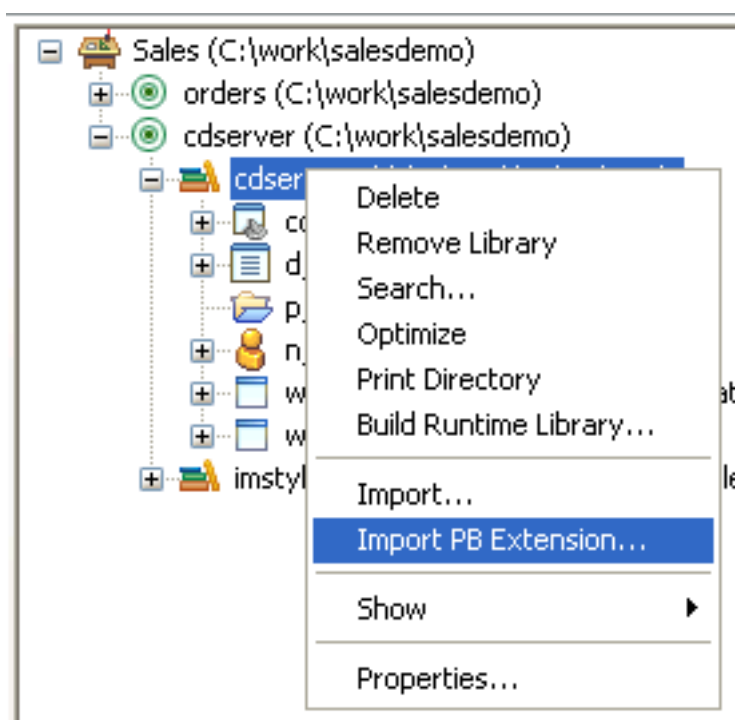 Sales (C:\work\salesdemo)
orders (C:\work\salesdemo)
cdserver (C:\work\salesdemo)
cdser
Delete
Remove Library
Search...
Optimize
Print Directory
Build Runtime Library...
imstyl
Import...
Import PB Extension...
Show
Properties...